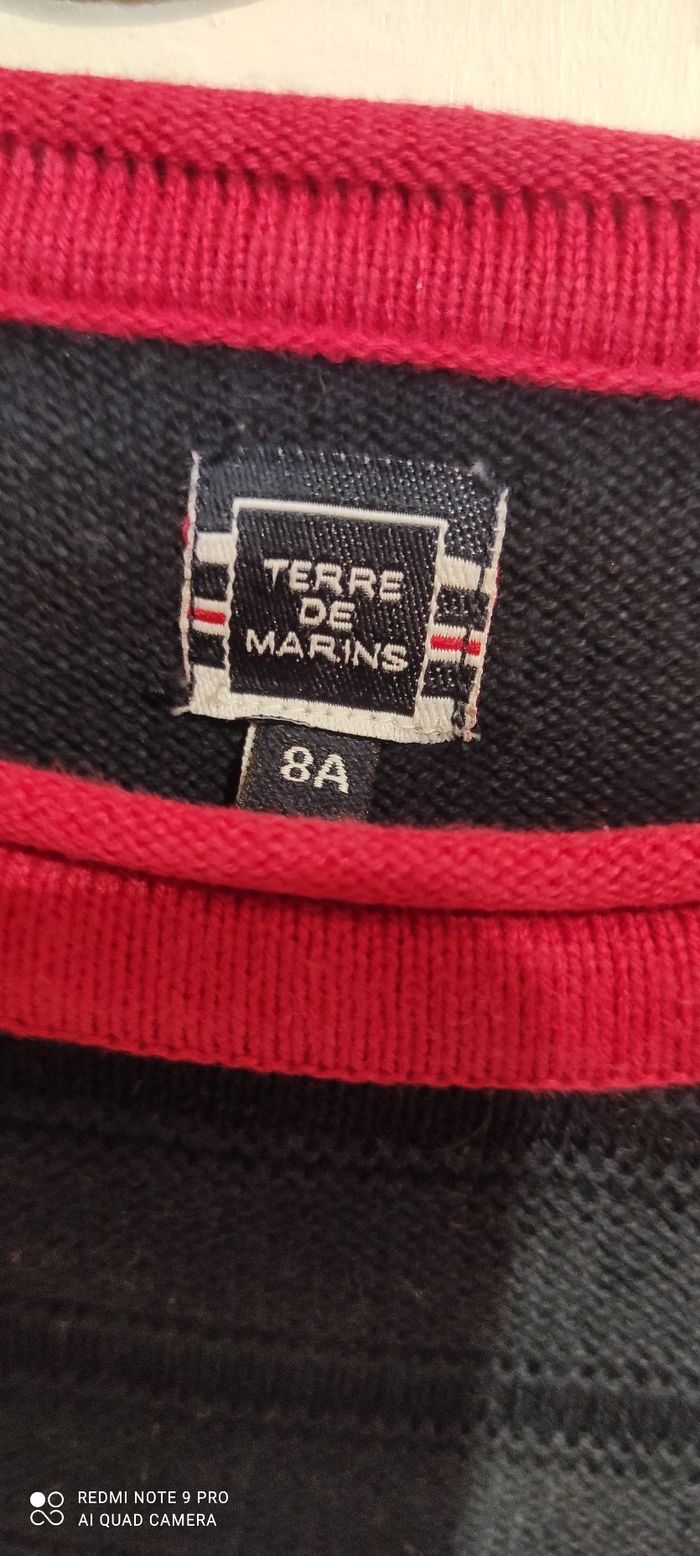 TERRE
DE
MARINS
8A
REDMI NOTE 9 PRO
AI QUAD CAMERA